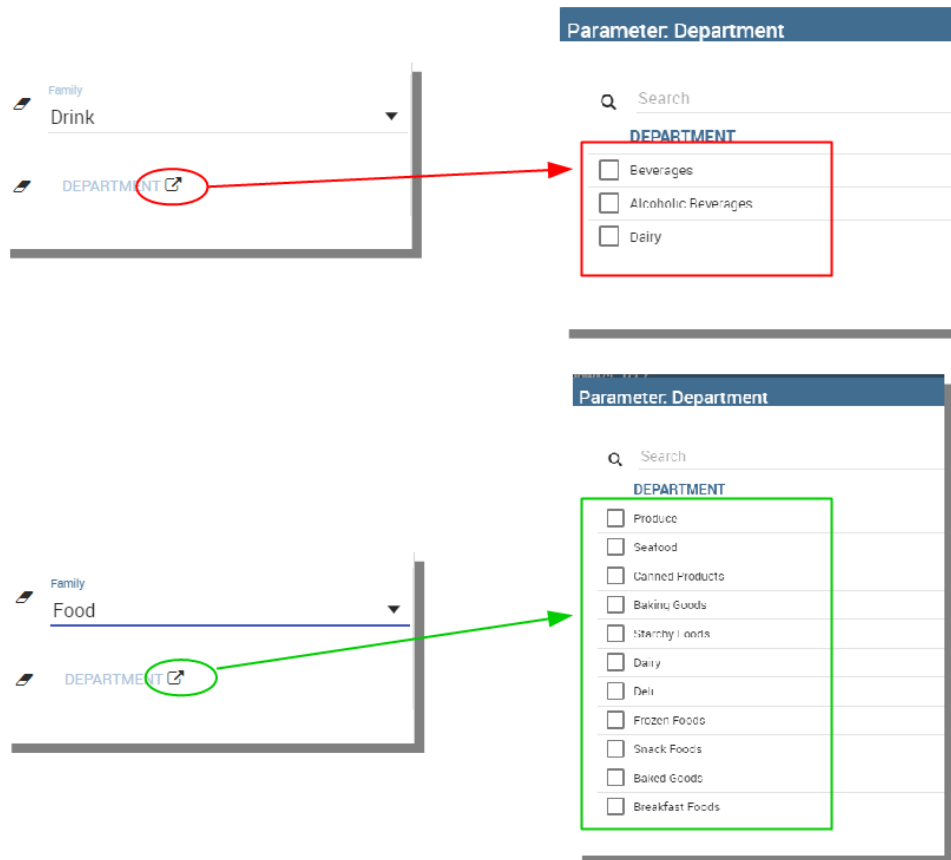 Parameter: Department
Family
Drink
Search
DEPARTMENT
DEPARTMENT
Beverages
Alcoholic Beverages
Dairy
Parameter: Department
Search
DEPARTMENT
Produce
Seafood
Canned Products
Family
Food
Baking Goods
Starchy Foods
DEPARTMENT
Dairy
Deli
Frozen Foods
Snack Foods
Baked Goods
Breakfast Foods